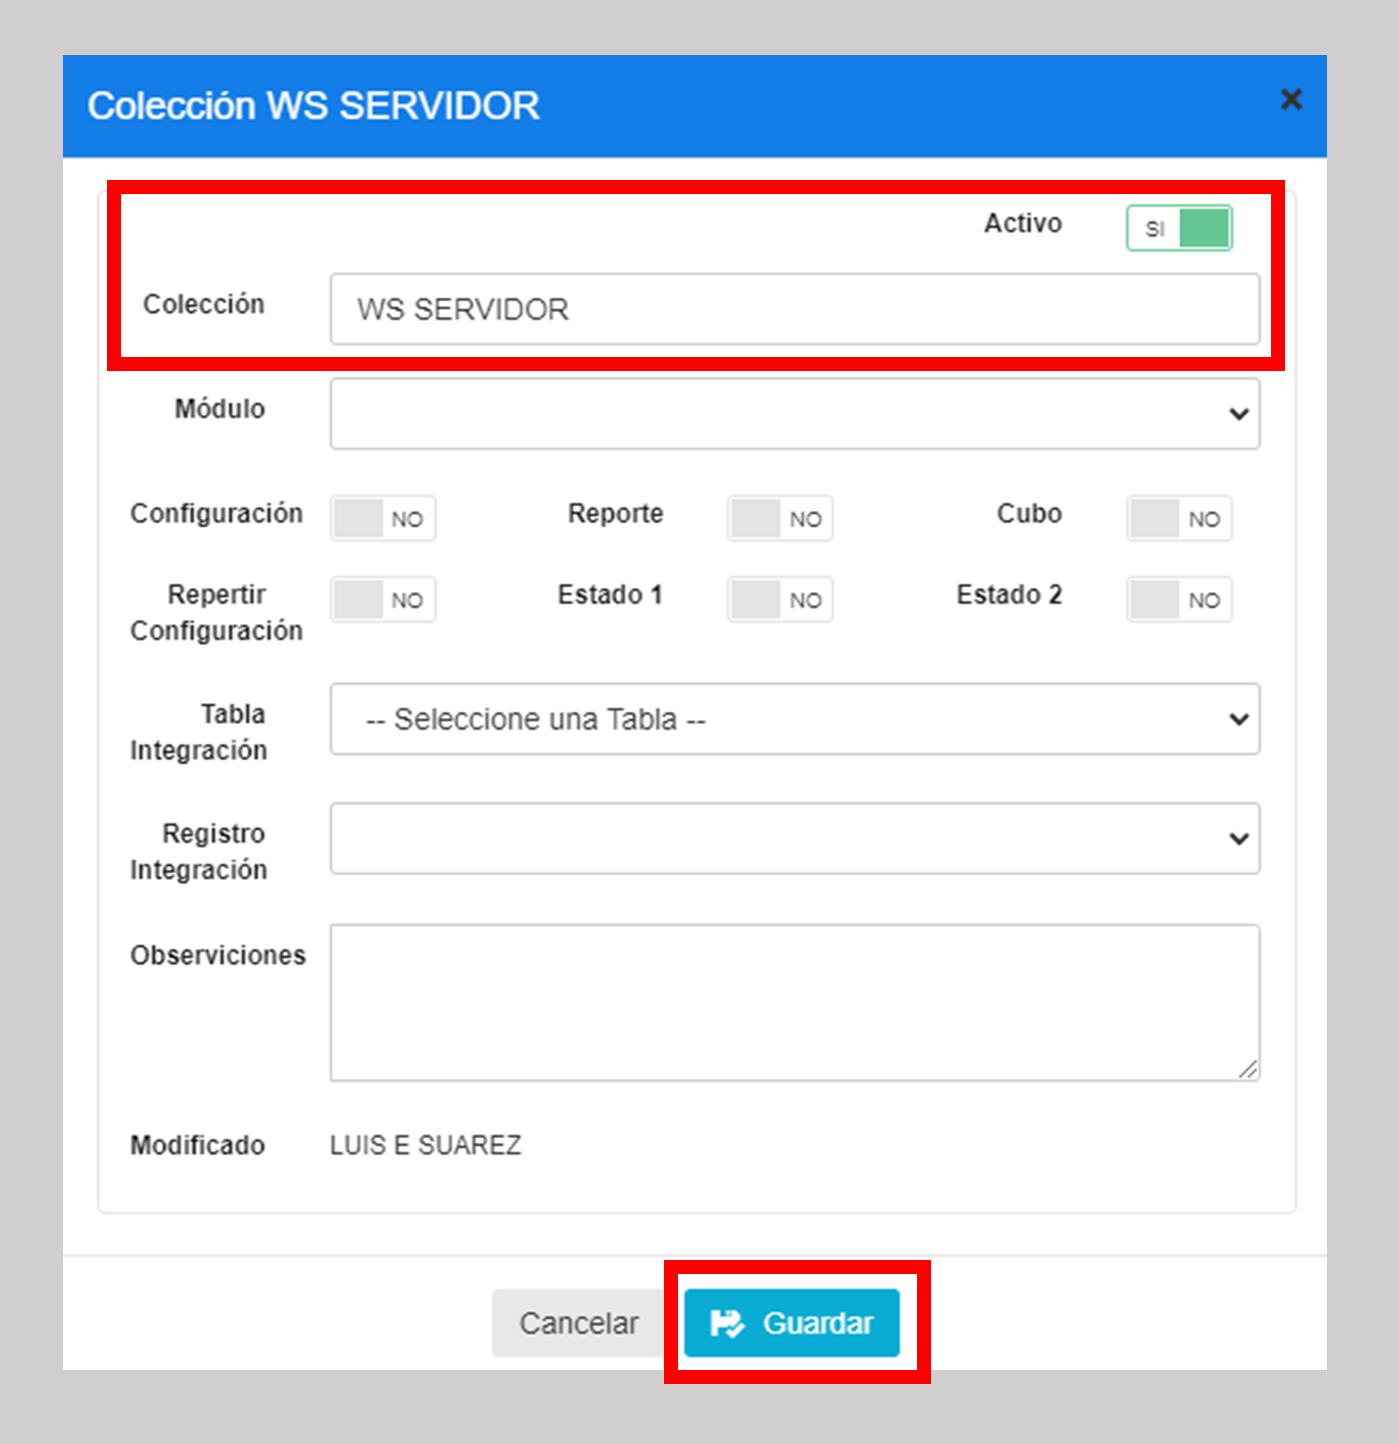 Colección WS SERVIDOR
Activo SI
Colección WS SERVIDOR
Módulo
Configuración NO Reporte NO Cubo NO
Repertir NO Estado 1 NO Estado 2 NO
Configuración
Tabla -- Seleccione una Tabla --
Integración
Registro
Integración
Observiciones
Modificado LUIS E SUAREZ
Cancelar Guardar